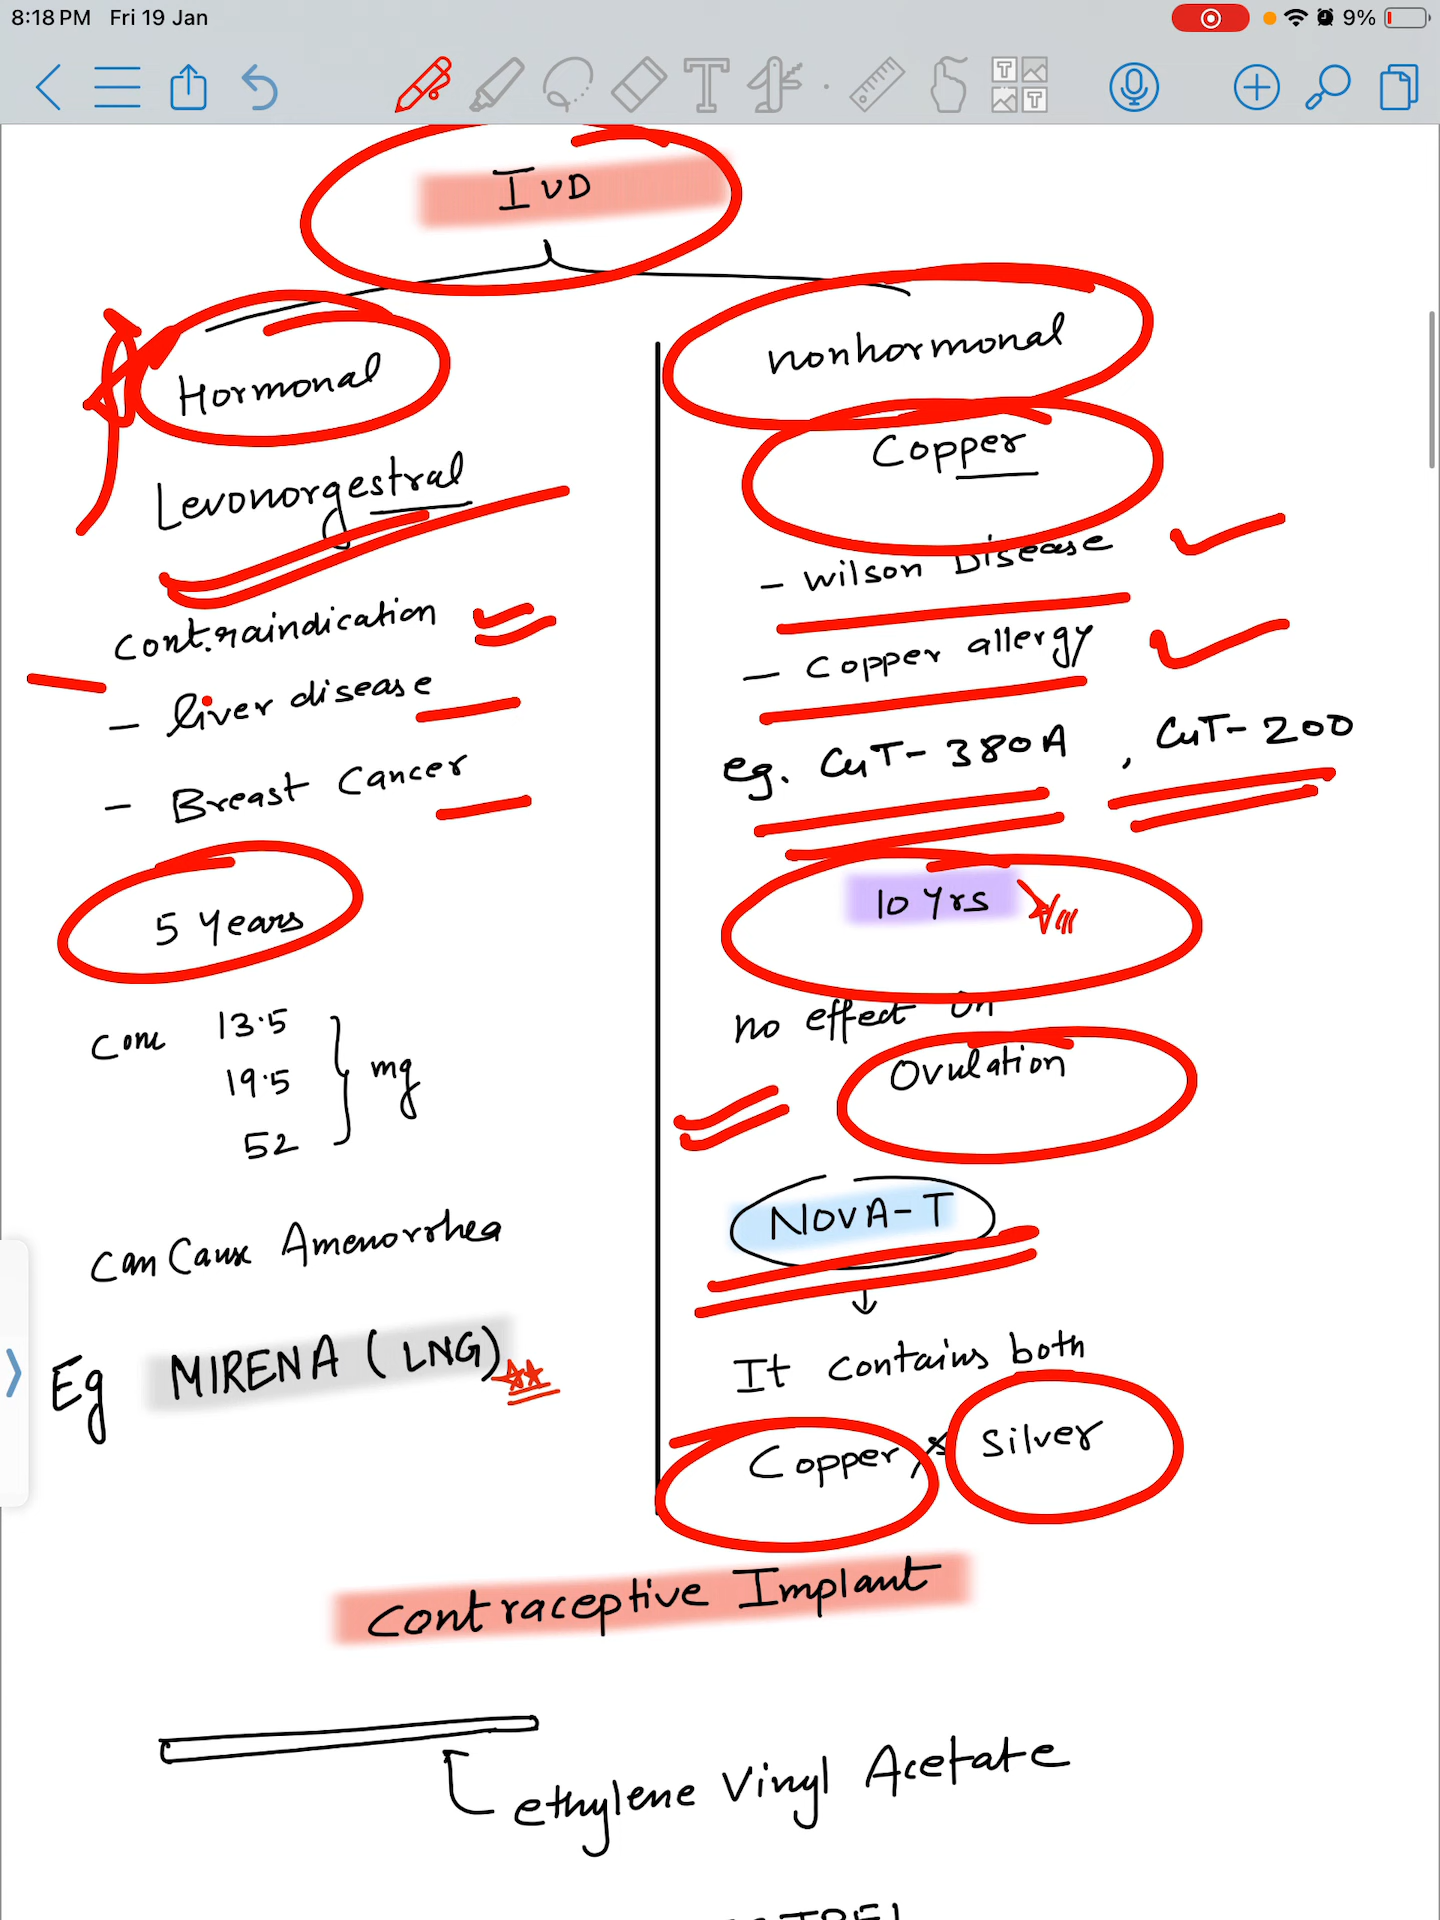 8:18 PM Fri 19 Jan
9%
IUD
Hormonal
Levonorgestral
Contraindication
- liver disease
- Breast Cancer
5 Years
Conc 13.5
19.5
52
mg
Can Cause Amenorrhea
Eg MIRENA (LNG)
nonhormonal
Copper
- Wilson Disease
- Copper allergy
eg. CuT- 380A , CuT- 200
10 Yrs
no effect on
Ovulation
NOVA-T
↓
It contains both
Copper & Silver
Contraceptive Implant
ethylene Vinyl Acetate